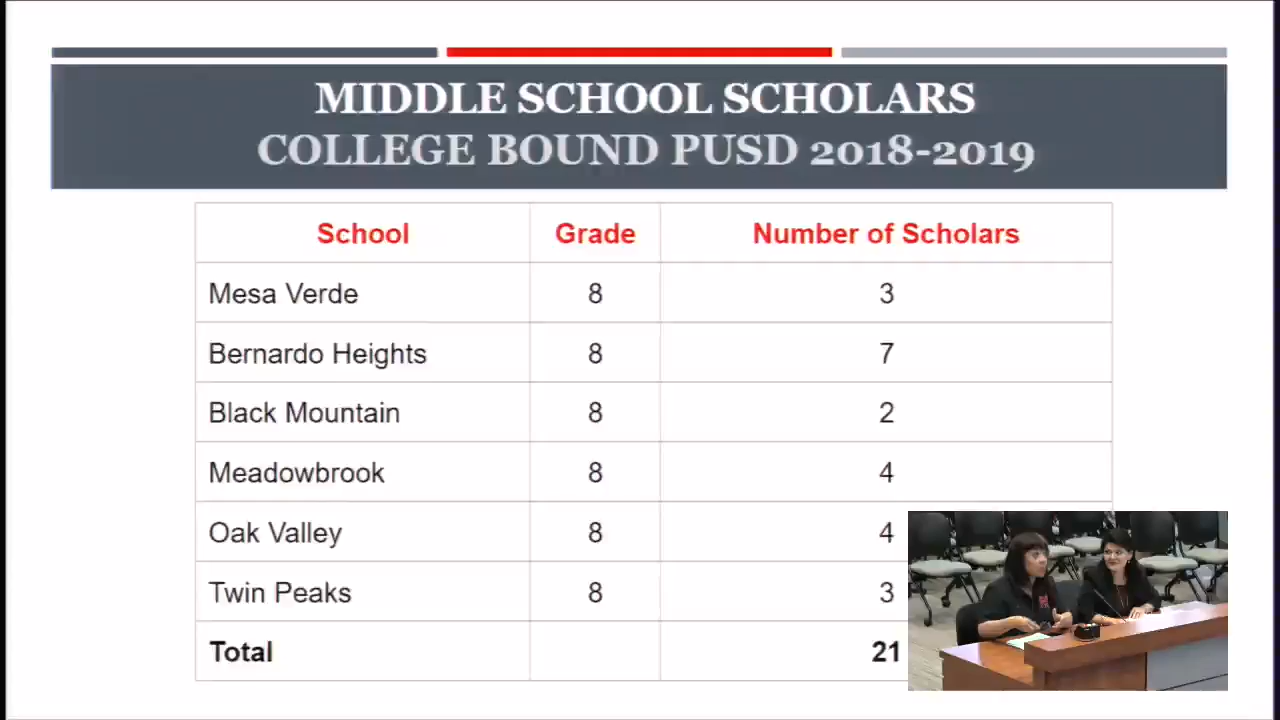 MIDDLE SCHOOL SCHOLARS
COLLEGE BOUND PUSD 2018-2019
School Grade Number of Scholars
Mesa Verde 8 3
Bernardo Heights 8 7
Black Mountain 8 2
Meadowbrook 8 4
Oak Valley 8 4
Twin Peaks 8 3
Total 21